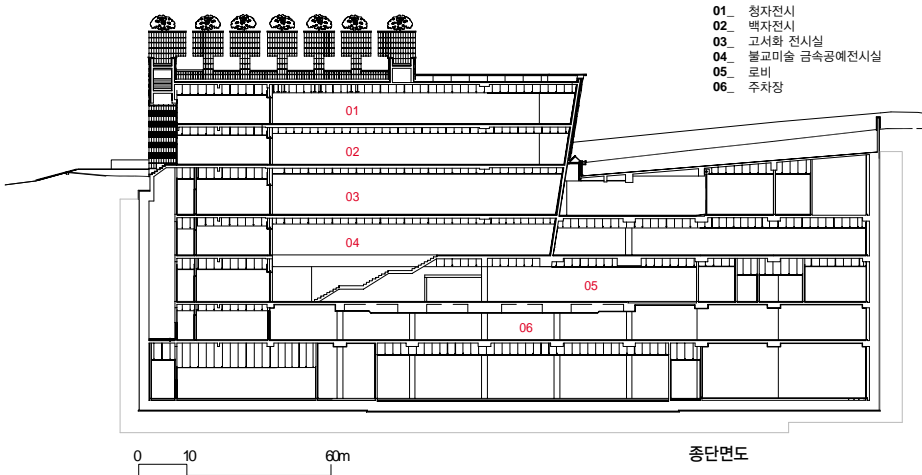 01_ 청자전시
02_ 백자전시
03_ 고서화 전시실
04_ 불교미술 금속공예전시실
05_ 로비
06_ 주차장
01
02
03
04
05
06
0 10 60m
종단면도